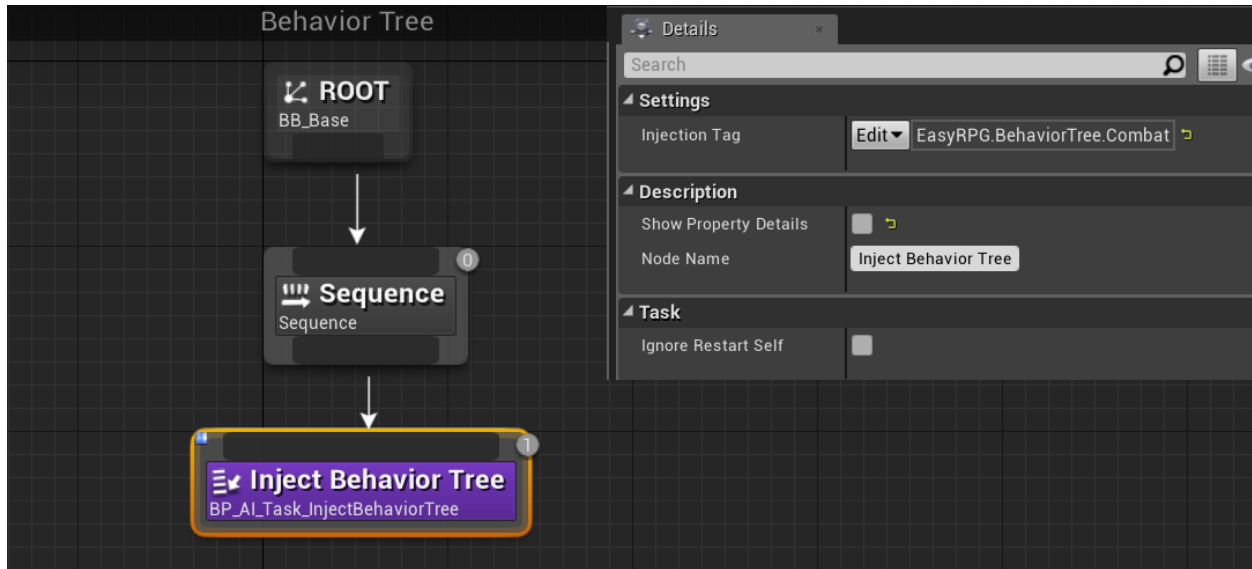 Behavior Tree
ROOT
BB_Base
0
Sequence
Sequence
1
Inject Behavior Tree
BP_AI_Task_InjectBehaviorTree
Details
Search
Settings
Injection Tag
Edit
EasyRPG.BehaviorTree.Combat
Description
Show Property Details
Node Name
Inject Behavior Tree
Task
Ignore Restart Self